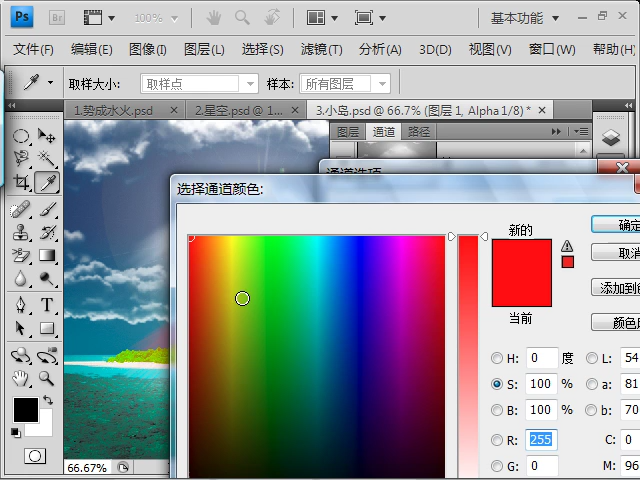 Ps Br 100% 基本功能
文件(F) 编辑(E) 图像(I) 图层(L) 选择(S) 滤镜(T) 分析(A) 3D(D) 视图(V) 窗口(W) 帮助(H)
取样大小: 取样点 样本: 所有图层
1.势成水火.psd 2.星空.psd @ 1... 3.小岛.psd @ 66.7% (图层 1, Alpha 1/8) *
图层 通道 路径
通道选项
选择通道颜色:
新的
确定
取消
添加到
当前
H: 0 度 L: 54
S: 100 % a: 81
B: 100 % b: 70
R: 255 C: 0
G: 0 M: 96
T
66.67%